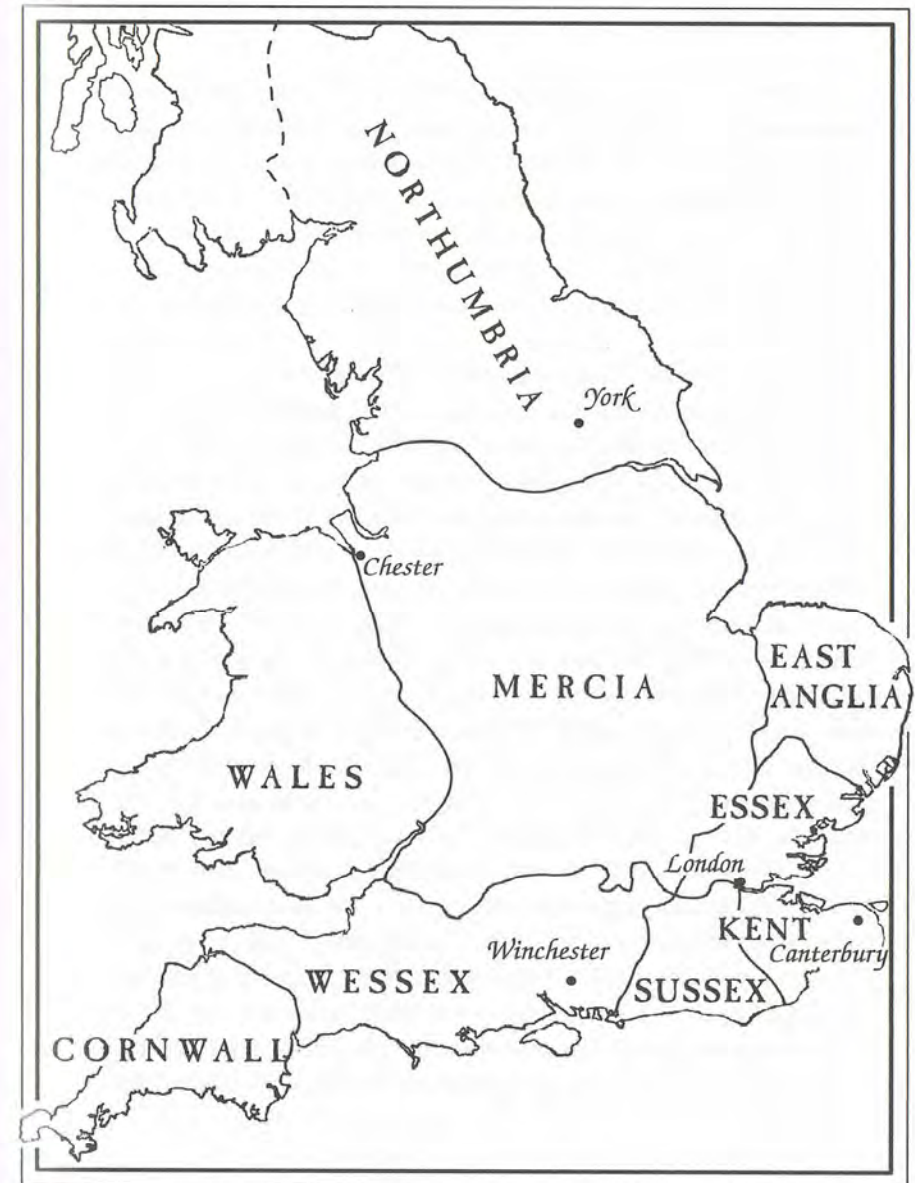 NORTHUMBRIA
York
Chester
MERCIA
EAST
ANGLIA
WALES
ESSEX
London
KENT
Canterbury
Winchester
WESSEX
SUSSEX
CORNWALL